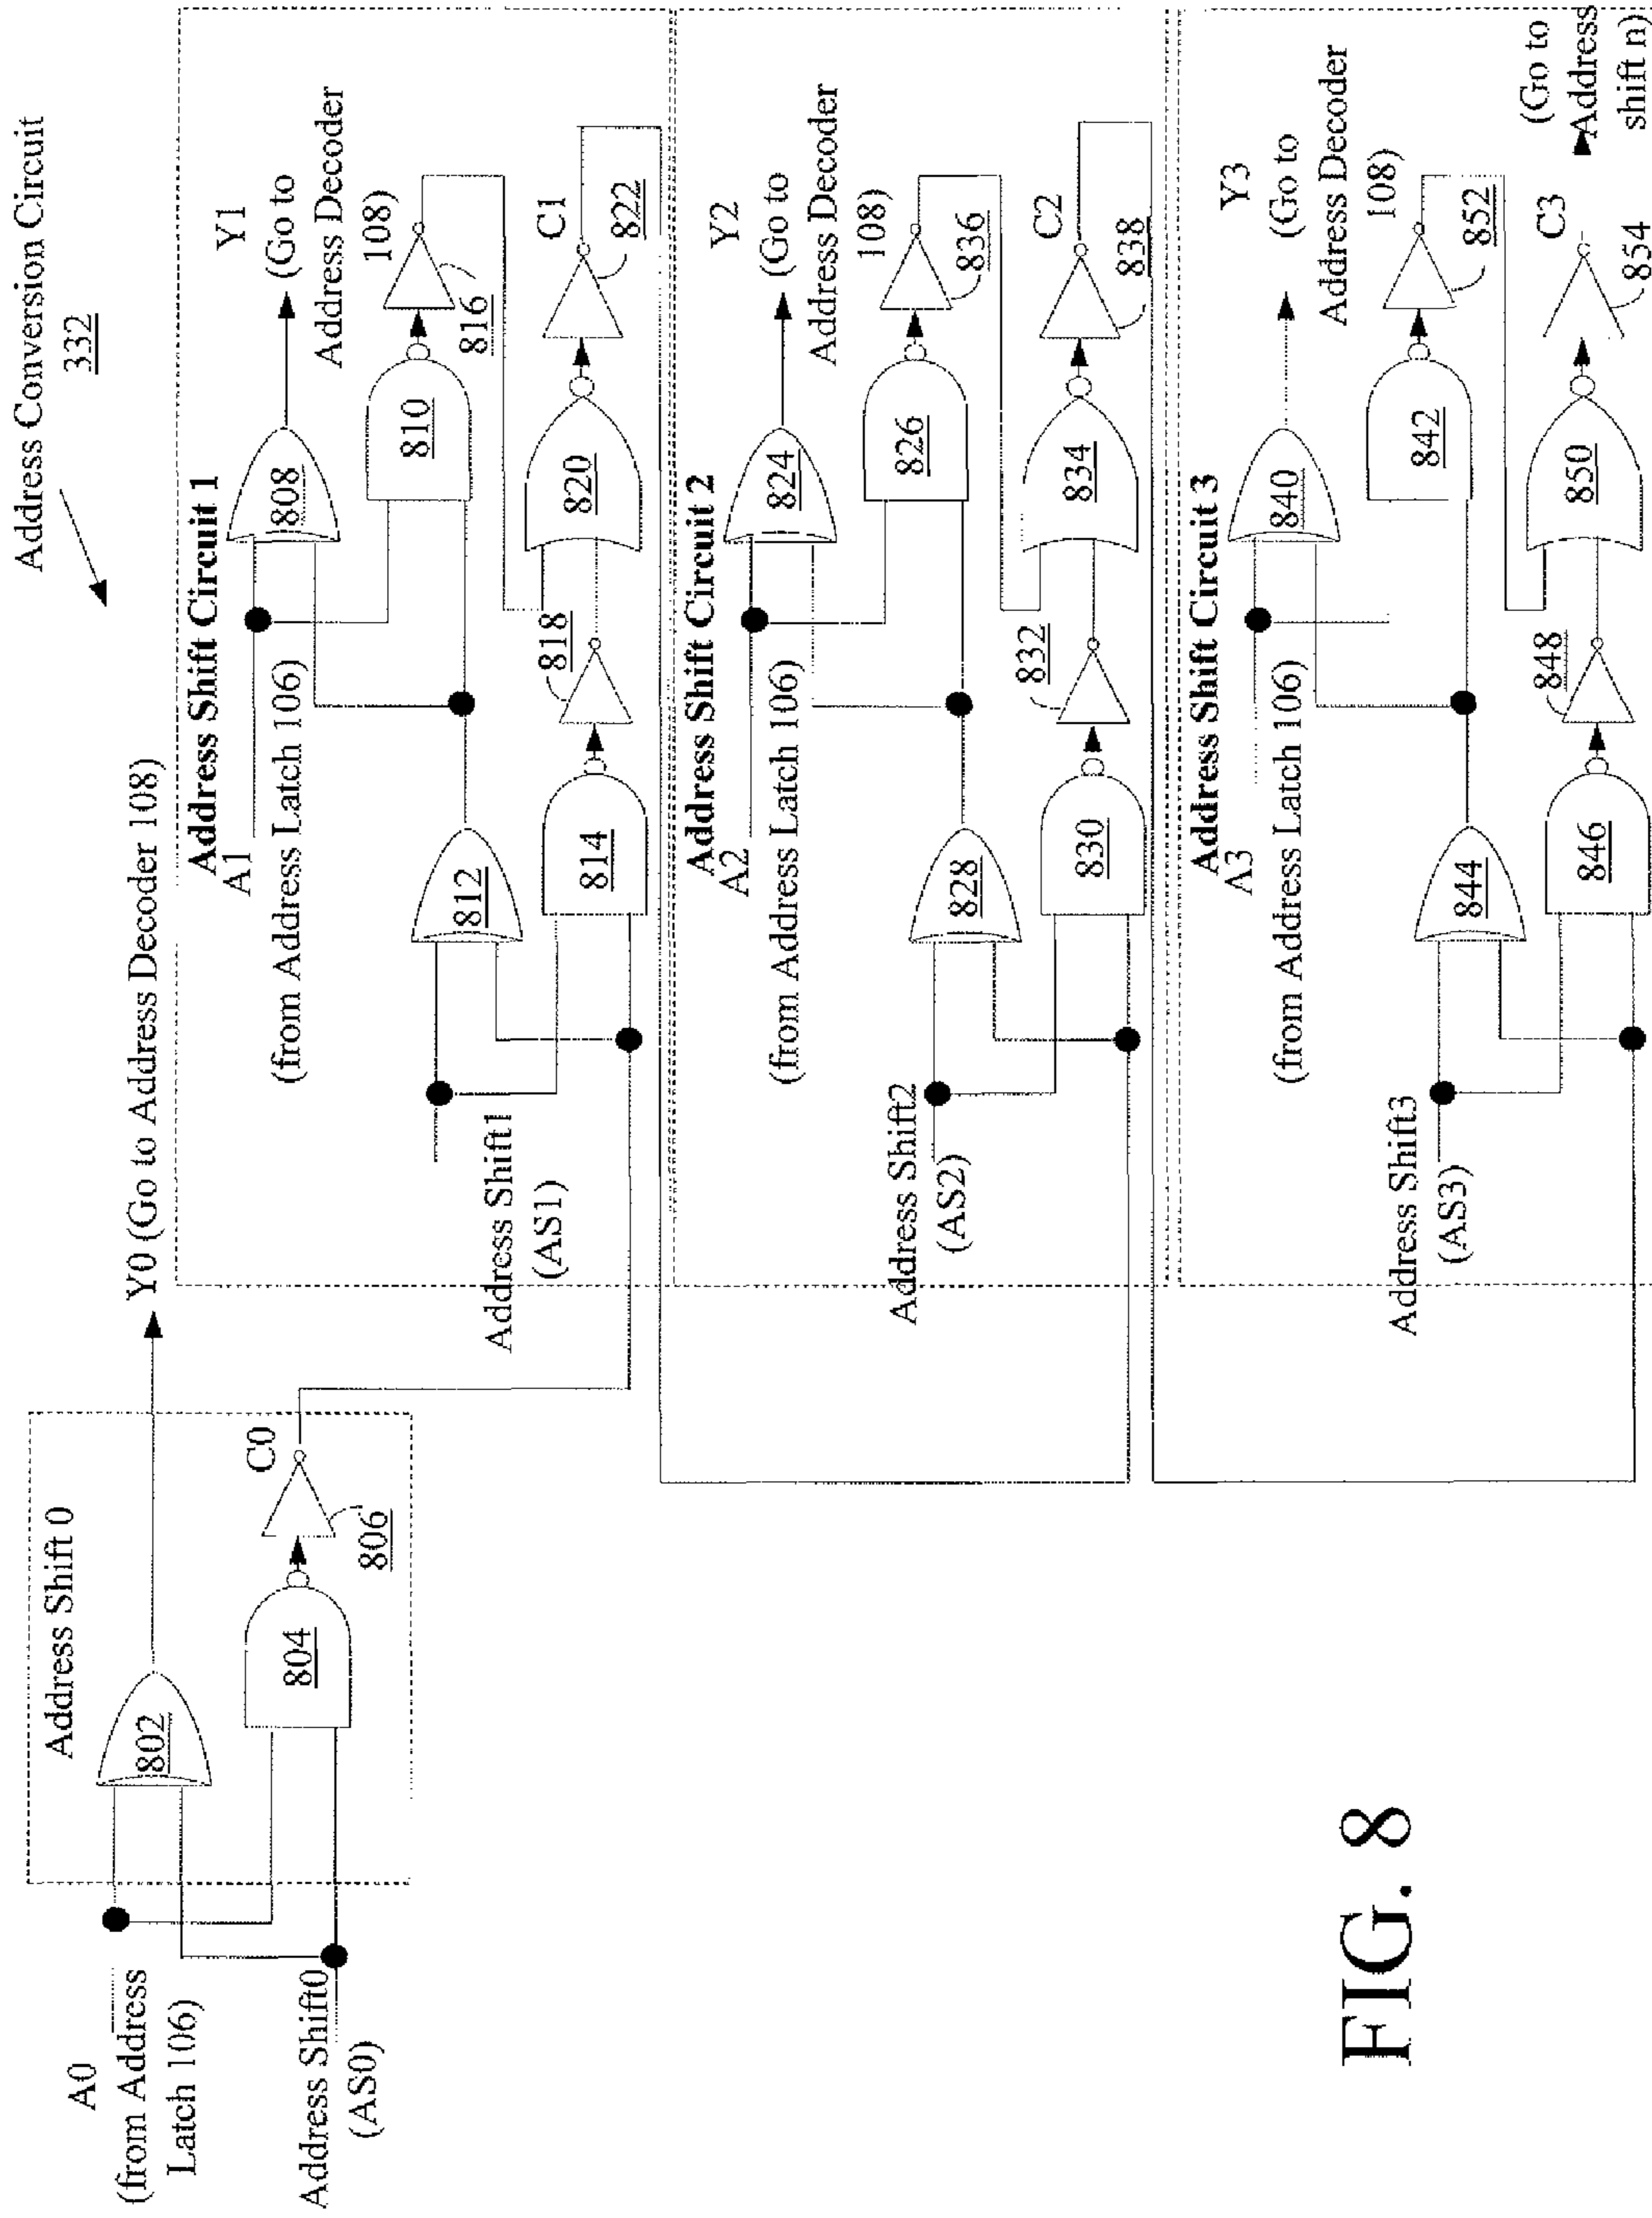 Address Conversion Circuit
332
Address Shift 0
A0
(from Address
Latch 106)
Address Shift0
(AS0)
802
804
806
C0
Y0 (Go to Address Decoder 108)
Address Shift Circuit 1
A1
(from Address Latch 106)
Address Shift1
(AS1)
808
810
812
814
816
818
820
822
Y1
(Go to
Address Decoder
108)
C1
Address Shift Circuit 2
A2
(from Address Latch 106)
Address Shift2
(AS2)
824
826
828
830
832
834
836
838
Y2
(Go to
Address Decoder
108)
C2
Address Shift Circuit 3
A3
(from Address Latch 106)
Address Shift3
(AS3)
840
842
844
846
848
850
852
854
Y3
(Go to
Address Decoder
108)
C3
(Go to
Address
shift n)
FIG. 8